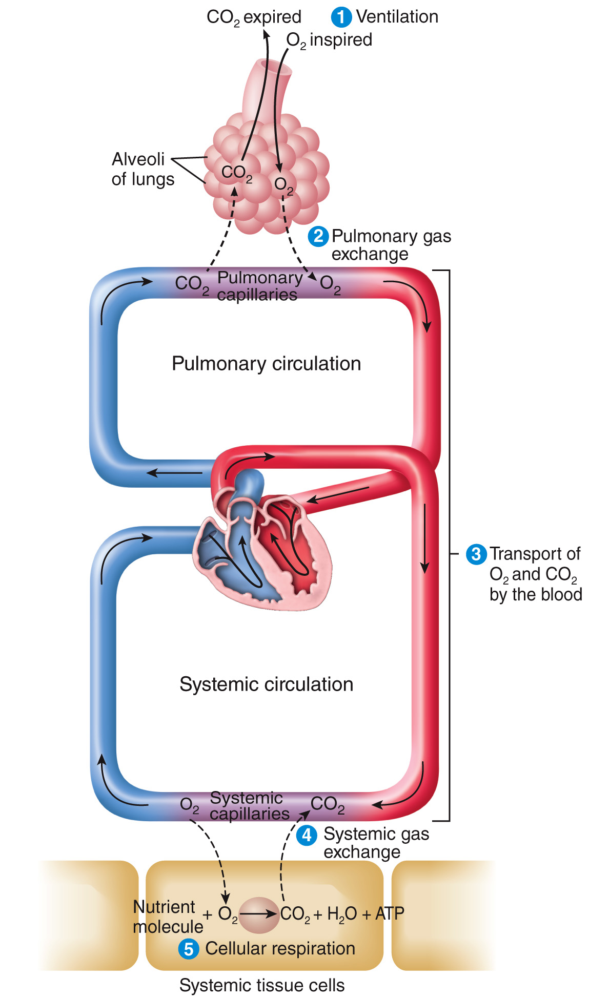 CO₂ expired
1 Ventilation
O₂ inspired
Alveoli
of lungs
CO₂
O₂
2 Pulmonary gas
exchange
CO₂
Pulmonary
capillaries
O₂
Pulmonary circulation
3 Transport of
O₂ and CO₂
by the blood
Systemic circulation
O₂
Systemic
capillaries
CO₂
4 Systemic gas
exchange
Nutrient
molecule
+ O₂ CO₂ + H₂O + ATP
5 Cellular respiration
Systemic tissue cells